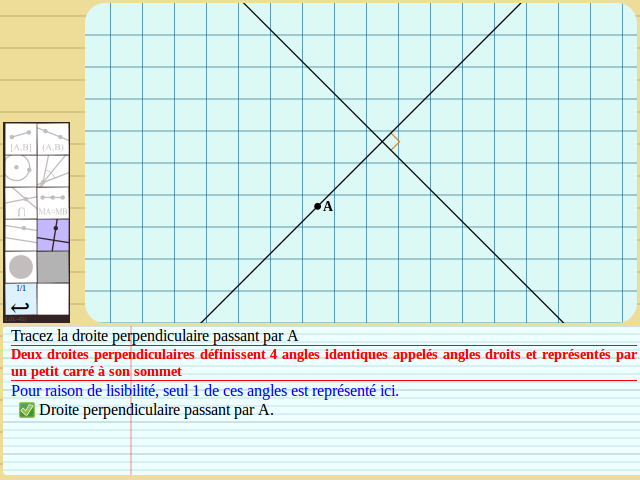 A
[A,B]
(A,B)
∩
MA=MB
1/1
Tracez la droite perpendiculaire passant par A
Deux droites perpendiculaires définissent 4 angles identiques appelés angles droits et représentés par
un petit carré à son sommet
Pour raison de lisibilité, seul 1 de ces angles est représenté ici.
Droite perpendiculaire passant par A.